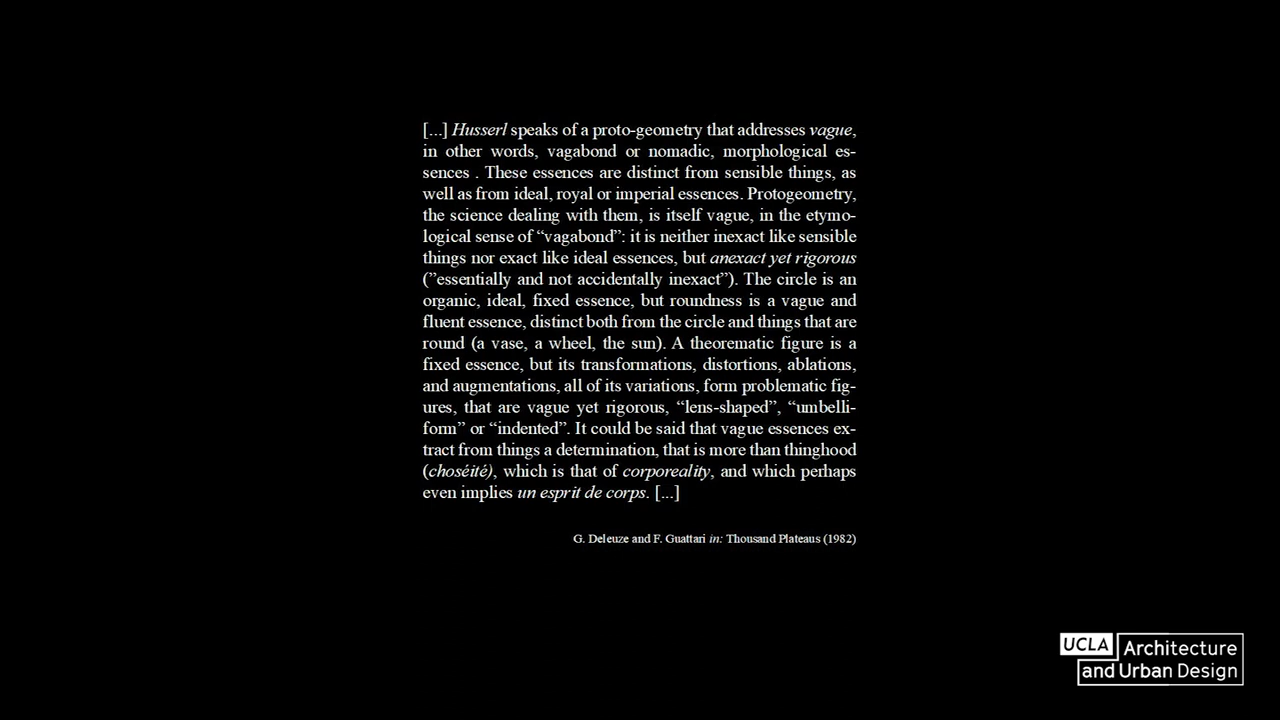 [...] Husserl speaks of a proto-geometry that addresses vague,
in other words, vagabond or nomadic, morphological es-
sences . These essences are distinct from sensible things, as
well as from ideal, royal or imperial essences. Protogeometry,
the science dealing with them, is itself vague, in the etymo-
logical sense of “vagabond”: it is neither inexact like sensible
things nor exact like ideal essences, but anexact yet rigorous
(”essentially and not accidentally inexact”). The circle is an
organic, ideal, fixed essence, but roundness is a vague and
fluent essence, distinct both from the circle and things that are
round (a vase, a wheel, the sun). A theorematic figure is a
fixed essence, but its transformations, distortions, ablations,
and augmentations, all of its variations, form problematic fig-
ures, that are vague yet rigorous, “lens-shaped”, “umbelli-
form” or “indented”. It could be said that vague essences ex-
tract from things a determination, that is more than thinghood
(choséité), which is that of corporeality, and which perhaps
even implies un esprit de corps. [...]
G. Deleuze and F. Guattari in: Thousand Plateaus (1982)
UCLA Architecture
and Urban Design